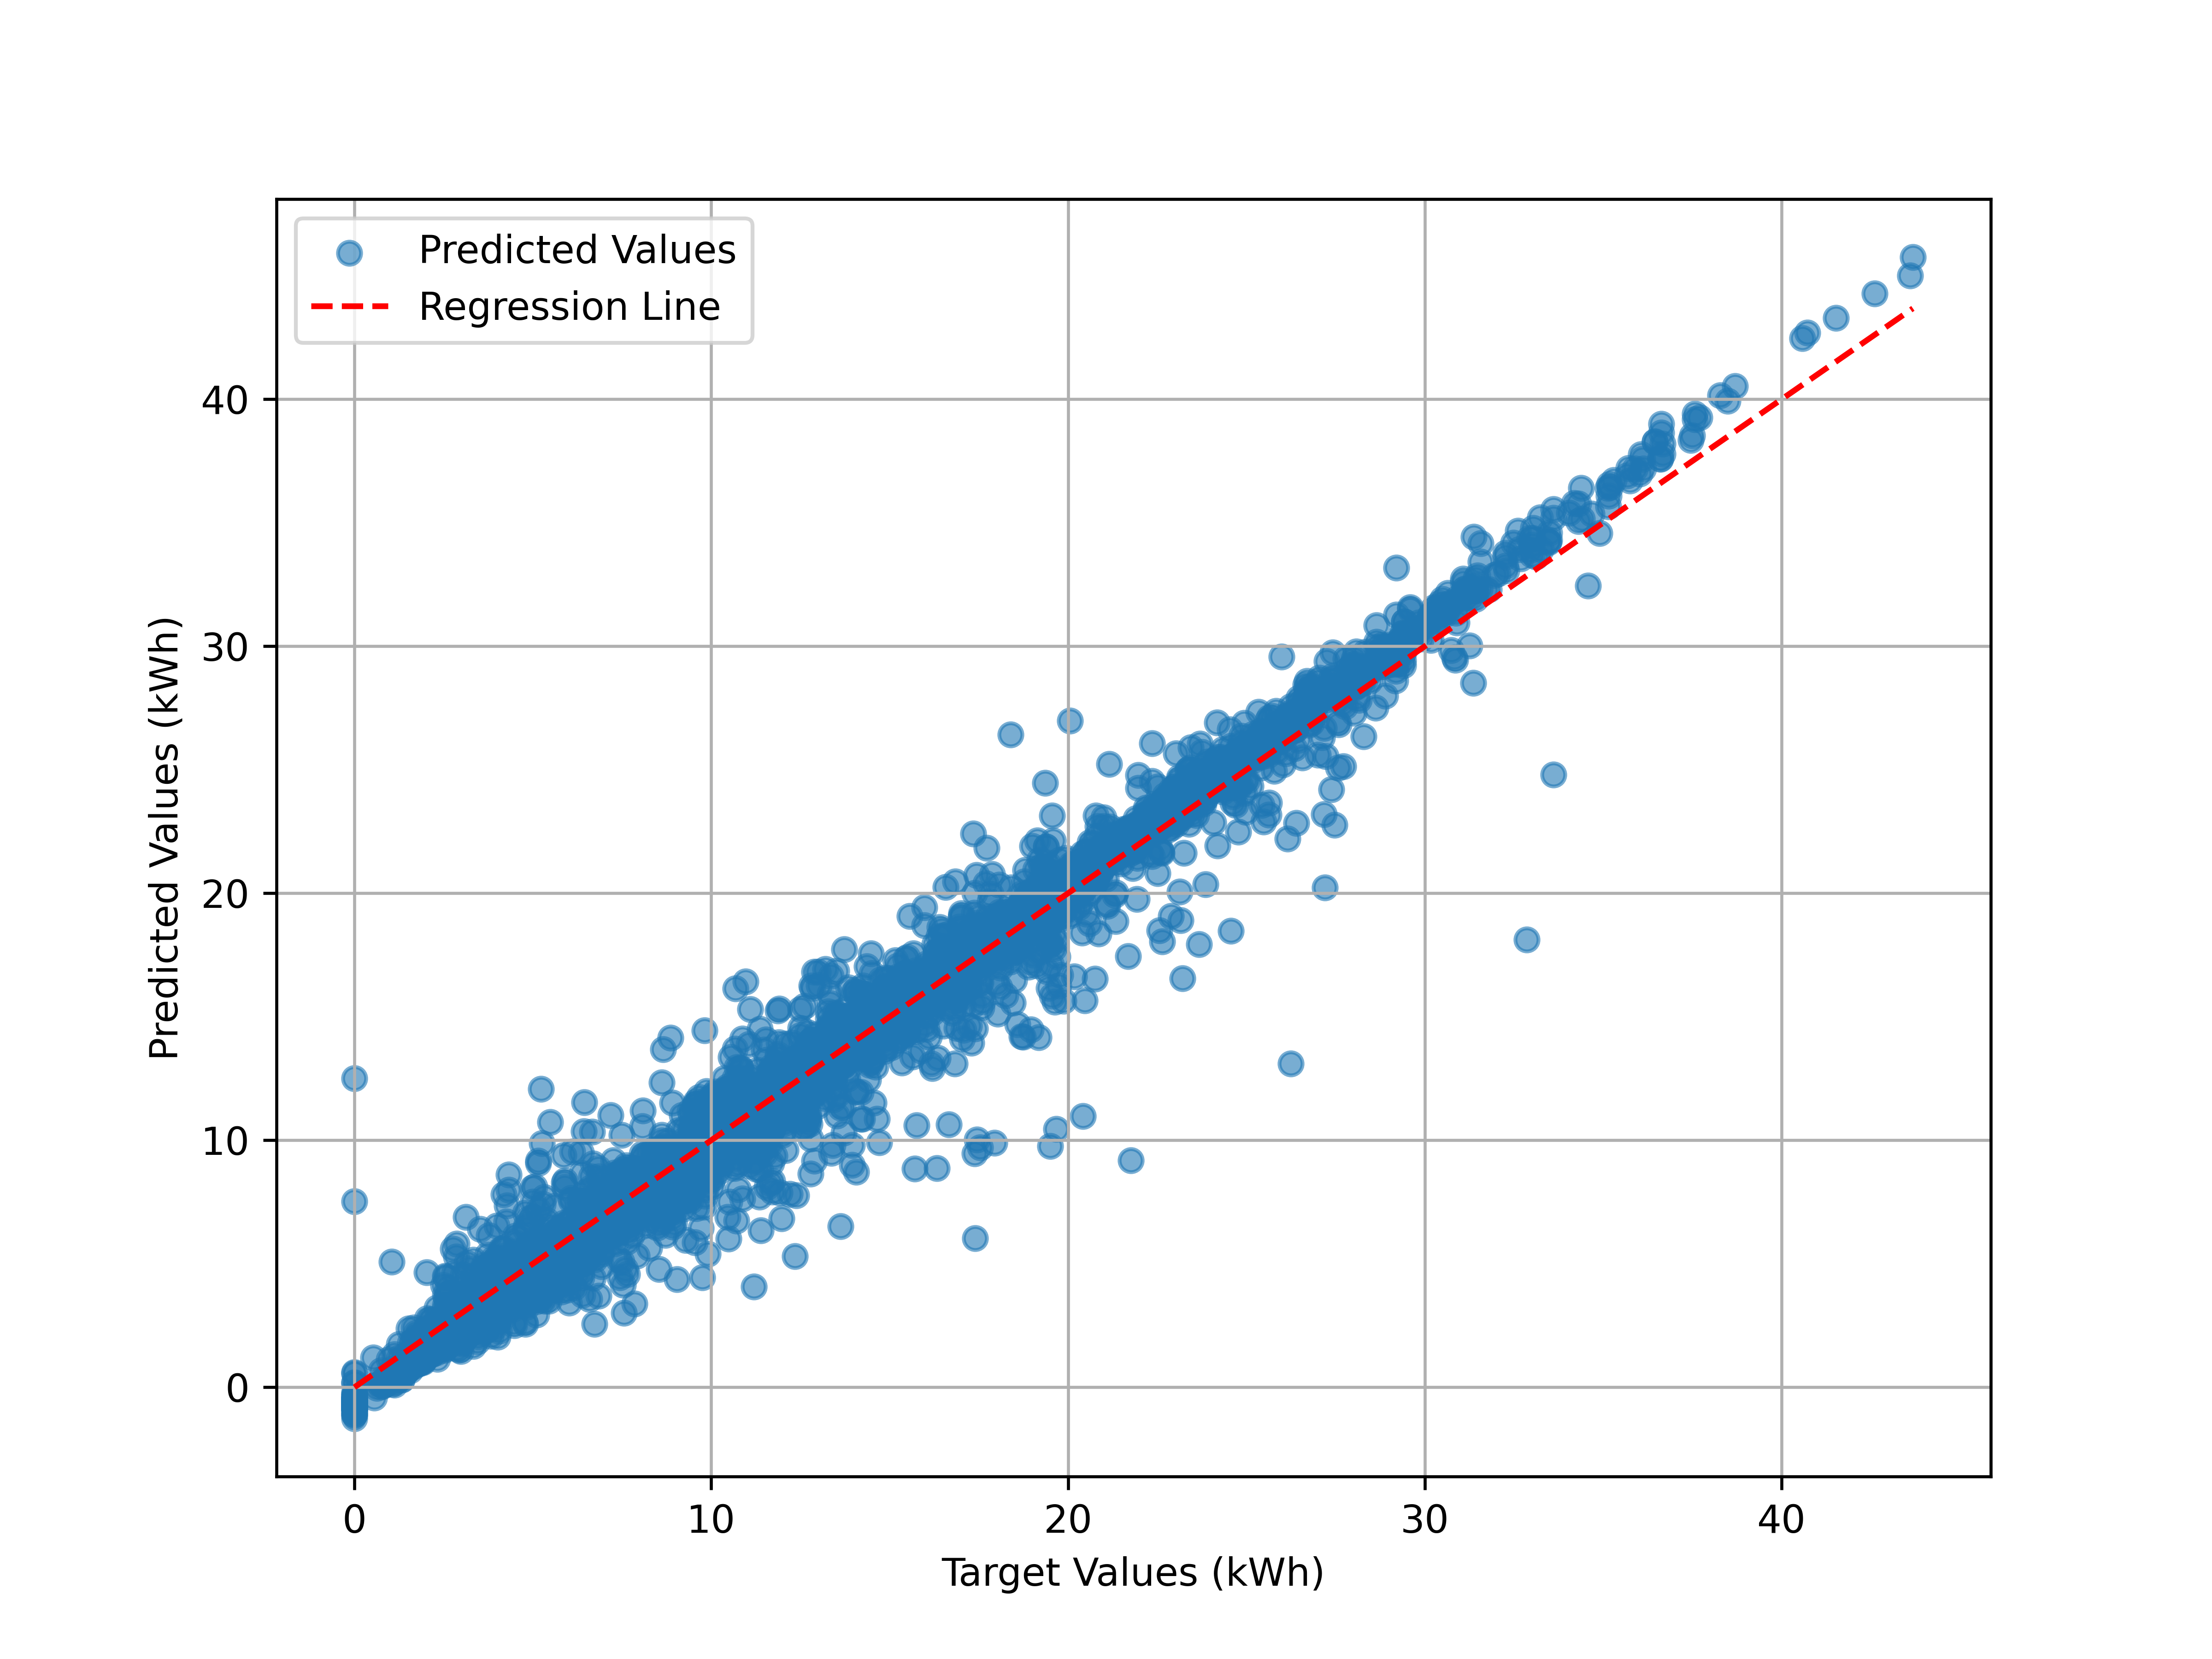 Predicted Values
Regression Line
Predicted Values (kWh)
40
30
20
10
0
0 10 20 30 40
Target Values (kWh)